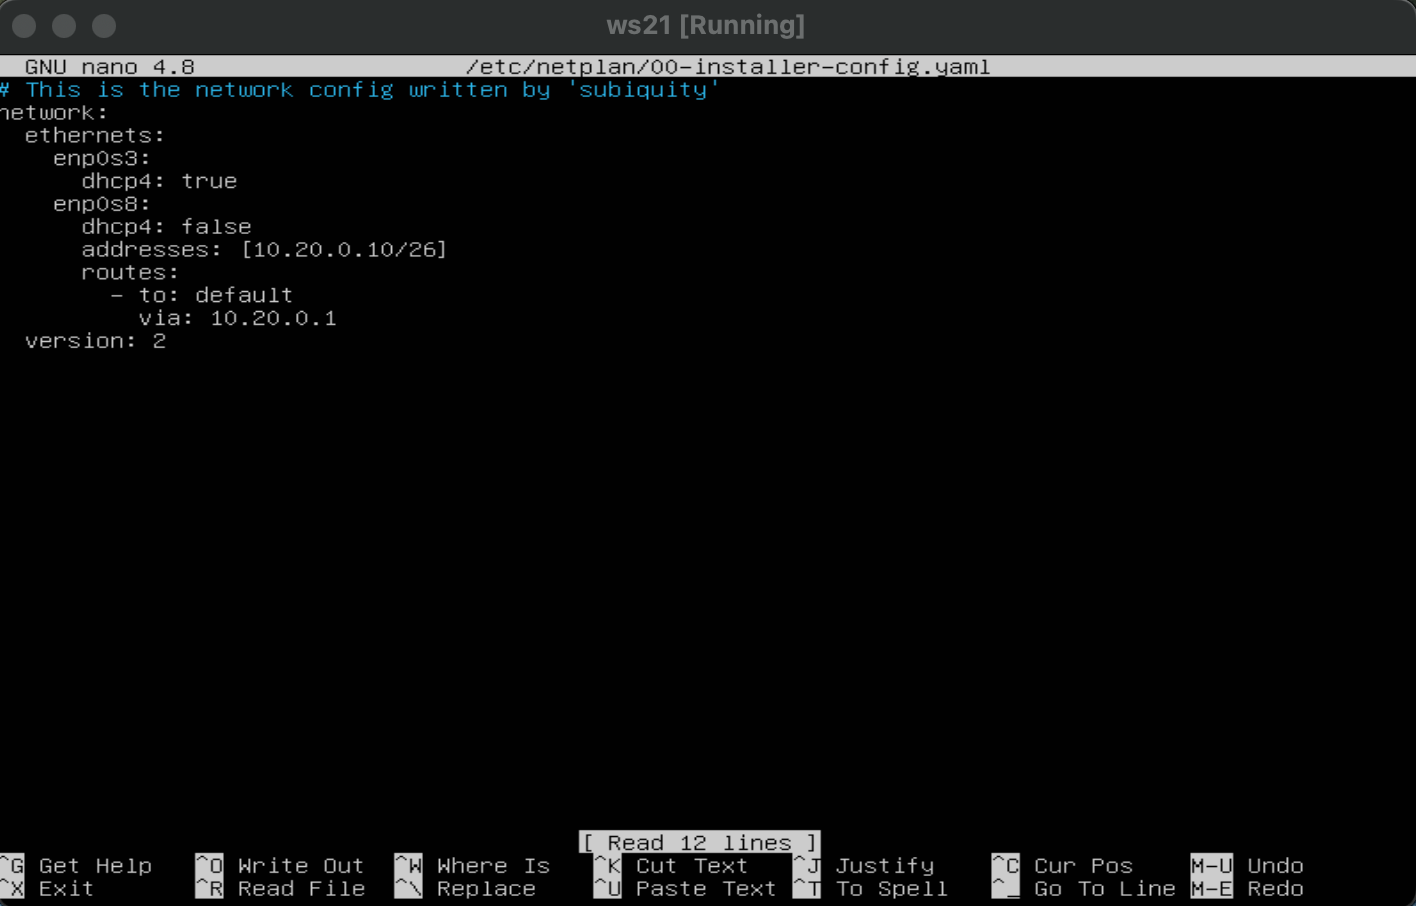 ws21 [Running]
GNU nano 4.8 /etc/netplan/00-installer-config.yaml
# This is the network config written by 'subiquity'
network:
  ethernets:
    enp0s3:
      dhcp4: true
    enp0s8:
      dhcp4: false
      addresses: [10.20.0.10/26]
      routes:
        - to: default
          via: 10.20.0.1
  version: 2
[ Read 12 lines ]
^G Get Help ^O Write Out ^W Where Is ^K Cut Text ^J Justify ^C Cur Pos M-U Undo
^X Exit ^R Read File ^\ Replace ^U Paste Text ^T To Spell ^_ Go To Line M-E Redo